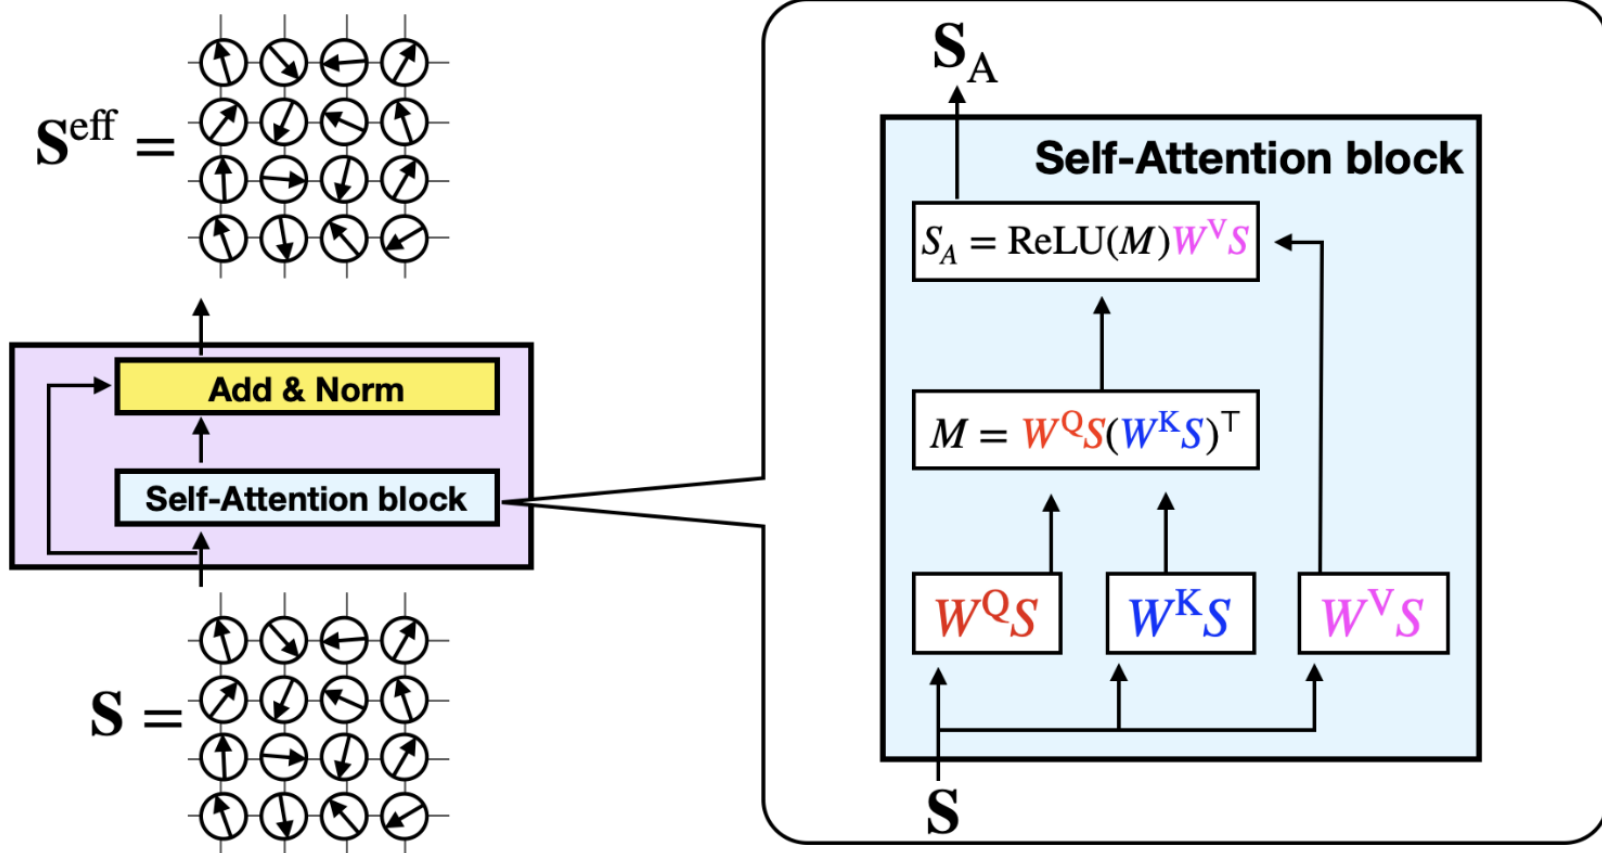 S^eff =
Add & Norm
Self-Attention block
S =
S_A
Self-Attention block
S_A = ReLU(M)W^V S
M = W^Q S(W^K S)^⊤
W^Q S
W^K S
W^V S
S